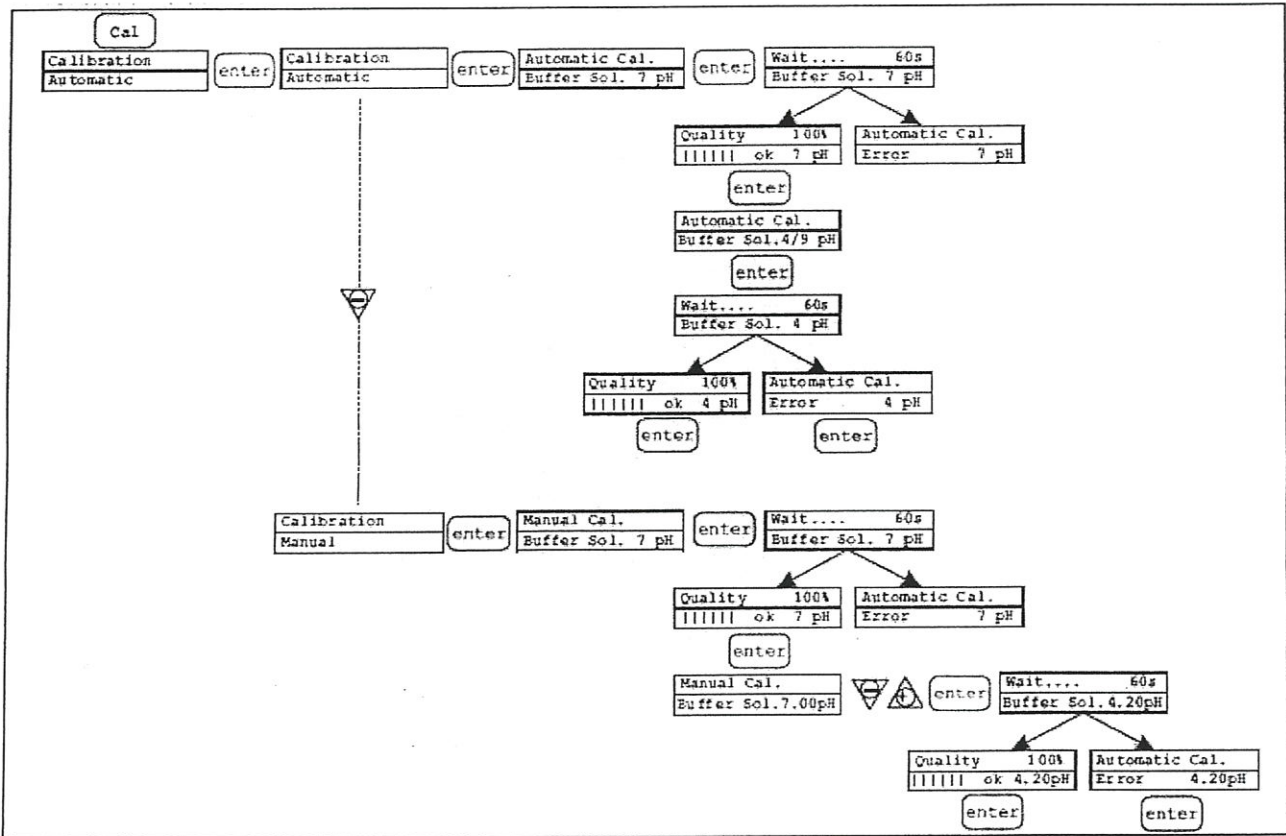 Cal
Calibration
Automatic
enter
Calibration
Automatic
enter
Automatic Cal.
Buffer Sol. 7 pH
enter
Wait.... 60s
Buffer Sol. 7 pH
Quality 100%
|||||| ok 7 pH
Automatic Cal.
Error 7 pH
enter
Automatic Cal.
Buffer Sol.4/9 pH
enter
Wait.... 60s
Buffer Sol. 4 pH
Quality 100%
|||||| ok 4 pH
Automatic Cal.
Error 4 pH
enter
enter
Calibration
Manual
enter
Manual Cal.
Buffer Sol. 7 pH
enter
Wait.... 60s
Buffer Sol. 7 pH
Quality 100%
|||||| ok 7 pH
Automatic Cal.
Error 7 pH
enter
Manual Cal.
Buffer Sol.7.00pH
enter
Wait.... 60s
Buffer Sol.4.20pH
Quality 100%
|||||| ok 4.20pH
Automatic Cal.
Error 4.20pH
enter
enter